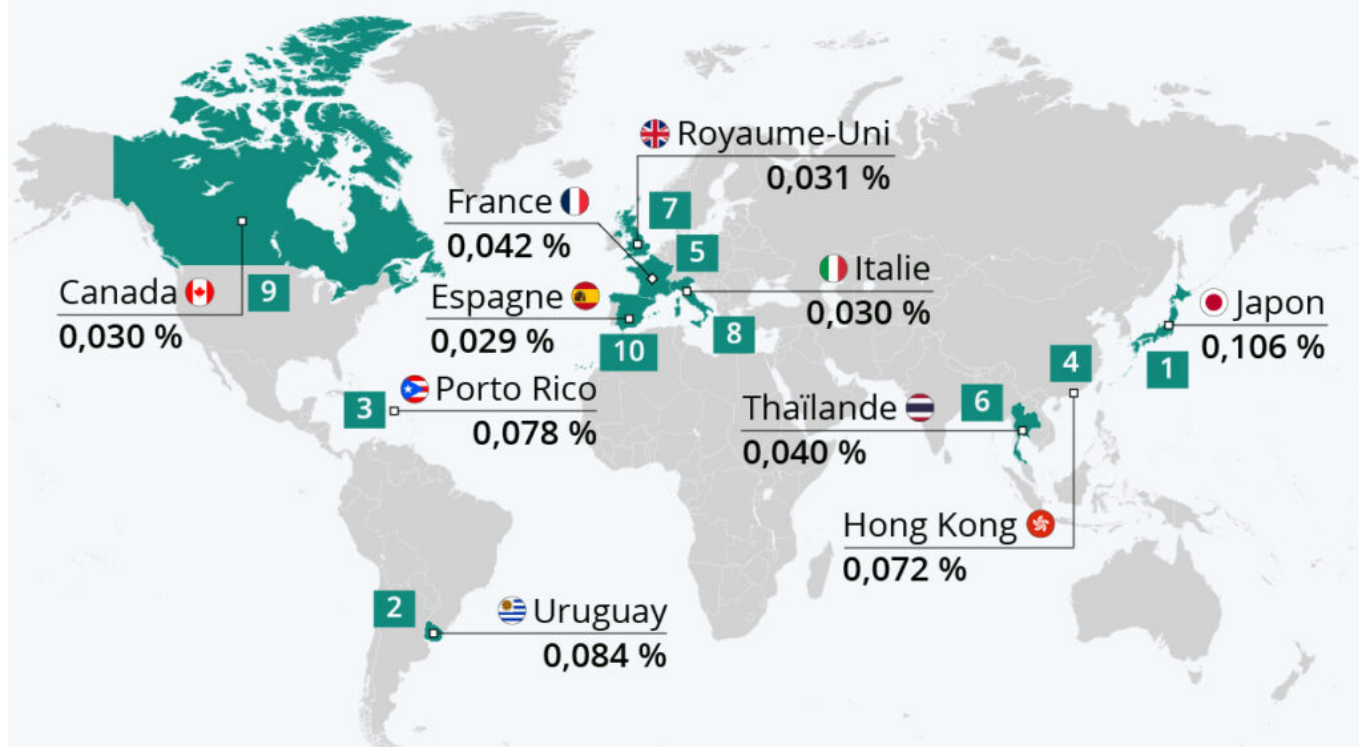 Royaume-Uni
0,031 %
7
France
0,042 %
5
Italie
0,030 %
8
Canada
0,030 %
9
Espagne
0,029 %
10
Japon
0,106 %
1
4
Porto Rico
0,078 %
3
Thaïlande
0,040 %
6
Hong Kong
0,072 %
2
Uruguay
0,084 %